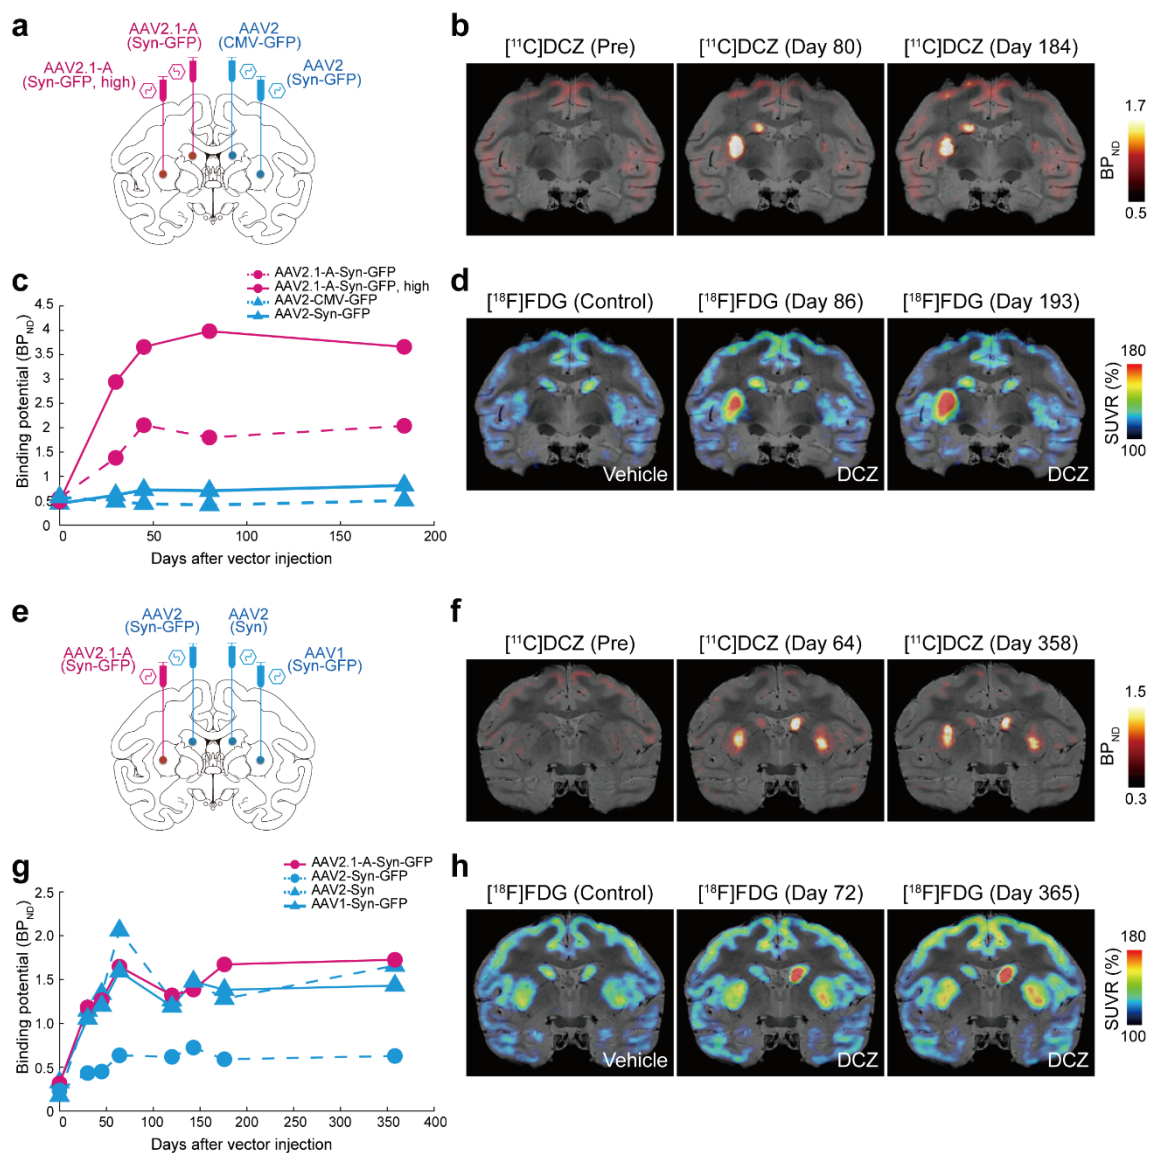 a
AAV2.1-A
(Syn-GFP)
AAV2
(CMV-GFP)
AAV2.1-A
(Syn-GFP, high)
AAV2
(Syn-GFP)
b
[¹¹C]DCZ (Pre)
[¹¹C]DCZ (Day 80)
[¹¹C]DCZ (Day 184)
1.7
BP_ND
0.5
c
AAV2.1-A-Syn-GFP
AAV2.1-A-Syn-GFP, high
AAV2-CMV-GFP
AAV2-Syn-GFP
Binding potential (BP_ND)
4.5
4
3.5
3
2.5
2
1.5
1
0.5
0
0 50 100 150 200
Days after vector injection
d
[¹⁸F]FDG (Control)
[¹⁸F]FDG (Day 86)
[¹⁸F]FDG (Day 193)
Vehicle
DCZ
DCZ
180
SUVR (%)
100
e
AAV2
(Syn-GFP)
AAV2
(Syn)
AAV2.1-A
(Syn-GFP)
AAV1
(Syn-GFP)
f
[¹¹C]DCZ (Pre)
[¹¹C]DCZ (Day 64)
[¹¹C]DCZ (Day 358)
1.5
BP_ND
0.3
g
AAV2.1-A-Syn-GFP
AAV2-Syn-GFP
AAV2-Syn
AAV1-Syn-GFP
Binding potential (BP_ND)
2.5
2.0
1.5
1.0
0.5
0
0 50 100 150 200 250 300 350 400
Days after vector injection
h
[¹⁸F]FDG (Control)
[¹⁸F]FDG (Day 72)
[¹⁸F]FDG (Day 365)
Vehicle
DCZ
DCZ
180
SUVR (%)
100